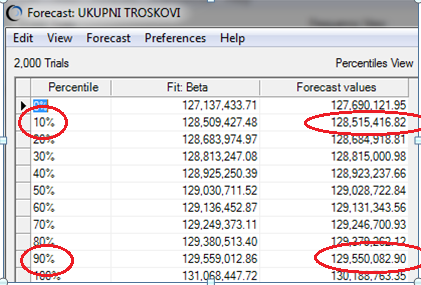 Forecast: UKUPNI TROSKOVI
Edit View Forecast Preferences Help
2,000 Trials Percentiles View
Percentile Fit: Beta Forecast values
0% 127,137,433.71 127,690,121.95
10% 128,509,427.48 128,515,416.82
20% 128,683,974.97 128,684,918.81
30% 128,813,247.08 128,815,000.98
40% 128,925,250.39 128,923,237.66
50% 129,030,711.52 129,028,722.84
60% 129,136,452.87 129,131,343.56
70% 129,249,373.11 129,246,700.93
80% 129,380,513.40 129,379,262.12
90% 129,559,012.86 129,550,082.90
100% 131,068,447.72 130,188,763.35